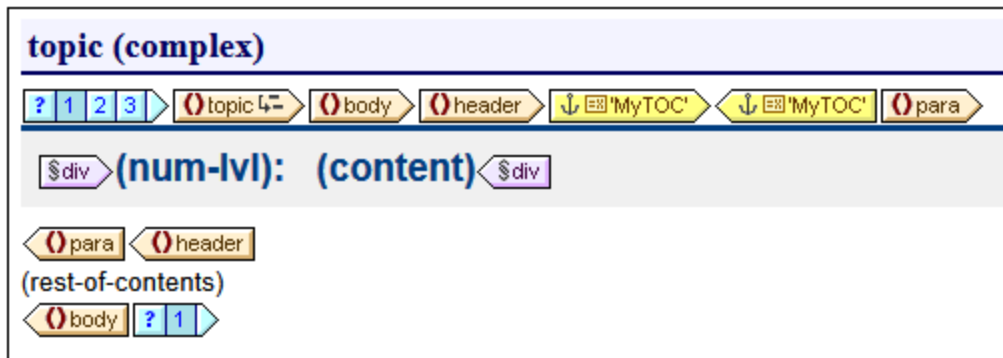 topic (complex)
? 1 2 3 () topic () body () header 'MyTOC' 'MyTOC' () para
§div (num-lvl): (content) §div
() para () header
(rest-of-contents)
() body ? 1